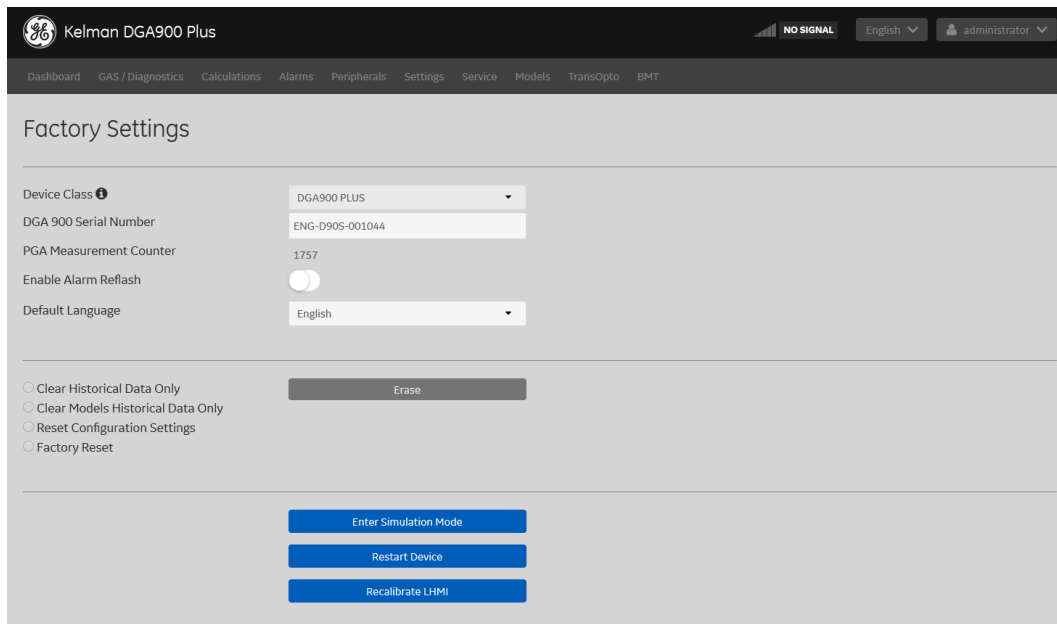 Kelman DGA900 Plus
NO SIGNAL
English
administrator
Dashboard GAS / Diagnostics Calculations Alarms Peripherals Settings Service Models TransOpto BMT
Factory Settings
Device Class
DGA900 PLUS
DGA 900 Serial Number
ENG-D90S-001044
PGA Measurement Counter
1757
Enable Alarm Reflash
Default Language
English
Clear Historical Data Only
Erase
Clear Models Historical Data Only
Reset Configuration Settings
Factory Reset
Enter Simulation Mode
Restart Device
Recalibrate LHMI